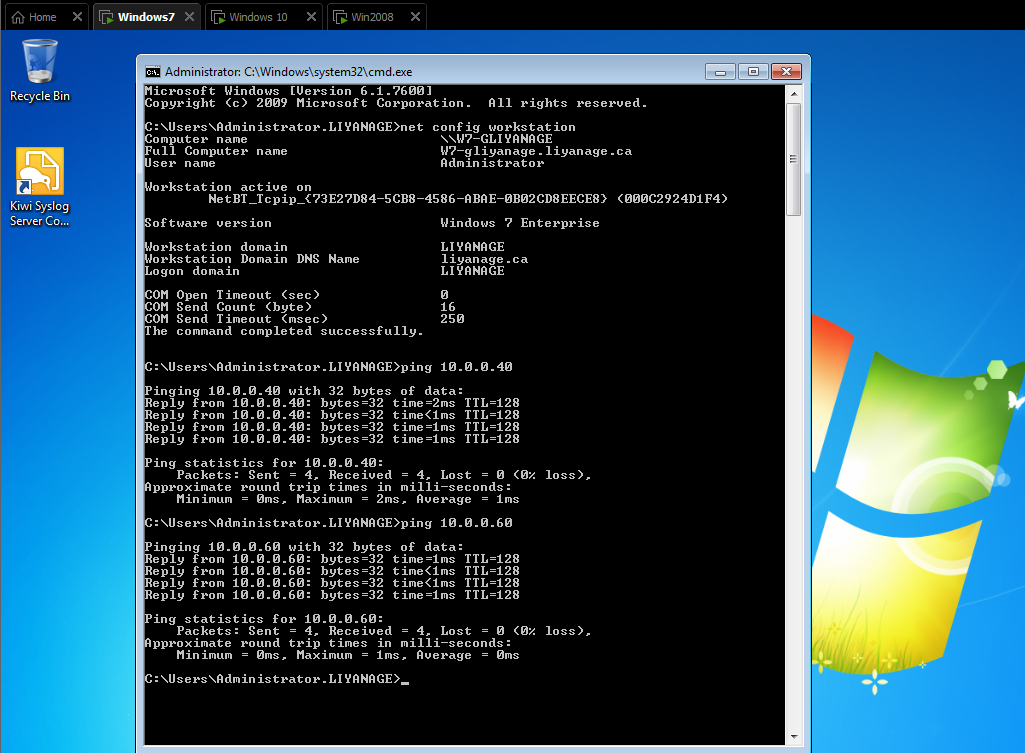 Home
Windows7
Windows 10
Win2008
Recycle Bin
Kiwi Syslog
Server Co...
Administrator: C:\Windows\system32\cmd.exe
Microsoft Windows [Version 6.1.7600]
Copyright (c) 2009 Microsoft Corporation.  All rights reserved.
C:\Users\Administrator.LIYANAGE>net config workstation
Computer name                        \\W7-GLIYANAGE
Full Computer name                   W7-gliyanage.liyanage.ca
User name                            Administrator
Workstation active on
        NetBT_Tcpip_{73E27D84-5CB8-4586-ABAE-0B02CD8EECE8} (000C2924D1F4)
Software version                     Windows 7 Enterprise
Workstation domain                   LIYANAGE
Workstation Domain DNS Name          liyanage.ca
Logon domain                         LIYANAGE
COM Open Timeout (sec)               0
COM Send Count (byte)                16
COM Send Timeout (msec)              250
The command completed successfully.
C:\Users\Administrator.LIYANAGE>ping 10.0.0.40
Pinging 10.0.0.40 with 32 bytes of data:
Reply from 10.0.0.40: bytes=32 time=2ms TTL=128
Reply from 10.0.0.40: bytes=32 time<1ms TTL=128
Reply from 10.0.0.40: bytes=32 time=1ms TTL=128
Reply from 10.0.0.40: bytes=32 time=1ms TTL=128
Ping statistics for 10.0.0.40:
    Packets: Sent = 4, Received = 4, Lost = 0 (0% loss),
Approximate round trip times in milli-seconds:
    Minimum = 0ms, Maximum = 2ms, Average = 1ms
C:\Users\Administrator.LIYANAGE>ping 10.0.0.60
Pinging 10.0.0.60 with 32 bytes of data:
Reply from 10.0.0.60: bytes=32 time=1ms TTL=128
Reply from 10.0.0.60: bytes=32 time<1ms TTL=128
Reply from 10.0.0.60: bytes=32 time<1ms TTL=128
Reply from 10.0.0.60: bytes=32 time=1ms TTL=128
Ping statistics for 10.0.0.60:
    Packets: Sent = 4, Received = 4, Lost = 0 (0% loss),
Approximate round trip times in milli-seconds:
    Minimum = 0ms, Maximum = 1ms, Average = 0ms
C:\Users\Administrator.LIYANAGE>_